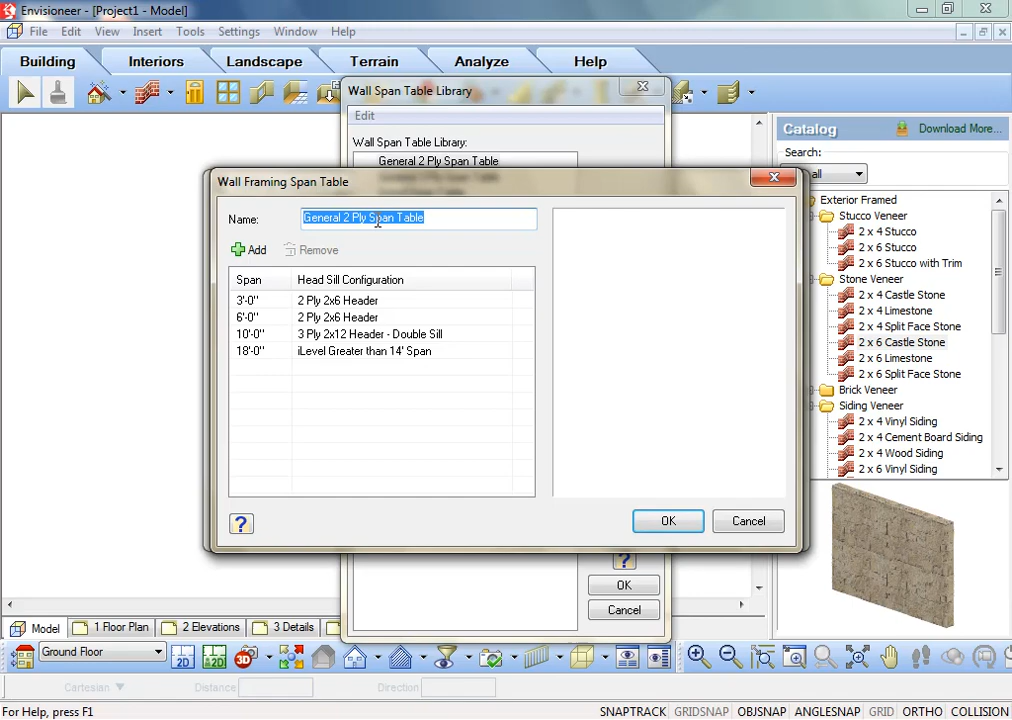 Envisioneer - [Project1 - Model]
File Edit View Insert Tools Settings Window Help
Building Interiors Landscape Terrain Analyze Help
Wall Span Table Library
Edit
Wall Span Table Library:
General 2 Ply Span Table
Catalog Download More...
Search:
all
Wall Framing Span Table
Name: General 2 Ply Span Table
Add Remove
Span Head Sill Configuration
3'-0" 2 Ply 2x6 Header
6'-0" 2 Ply 2x6 Header
10'-0" 3 Ply 2x12 Header - Double Sill
18'-0" iLevel Greater than 14' Span
? OK Cancel
Exterior Framed
Stucco Veneer
2 x 4 Stucco
2 x 6 Stucco
2 x 6 Stucco with Trim
Stone Veneer
2 x 4 Castle Stone
2 x 4 Limestone
2 x 4 Split Face Stone
2 x 6 Castle Stone
2 x 6 Limestone
2 x 6 Split Face Stone
Brick Veneer
Siding Veneer
2 x 4 Vinyl Siding
2 x 4 Cement Board Siding
2 x 4 Wood Siding
2 x 6 Vinyl Siding
?
OK
Cancel
Model 1 Floor Plan 2 Elevations 3 Details
Ground Floor 2D 2D 3D
Cartesian Distance Direction
For Help, press F1 SNAPTRACK GRIDSNAP OBJSNAP ANGLESNAP GRID ORTHO COLLISION